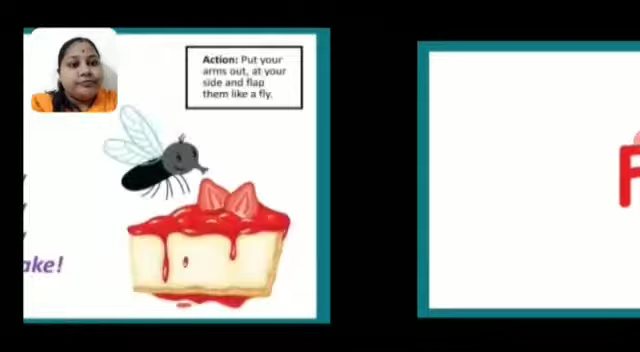 Action: Put your
arms out, at your
side and flap
them like a fly.
ake!